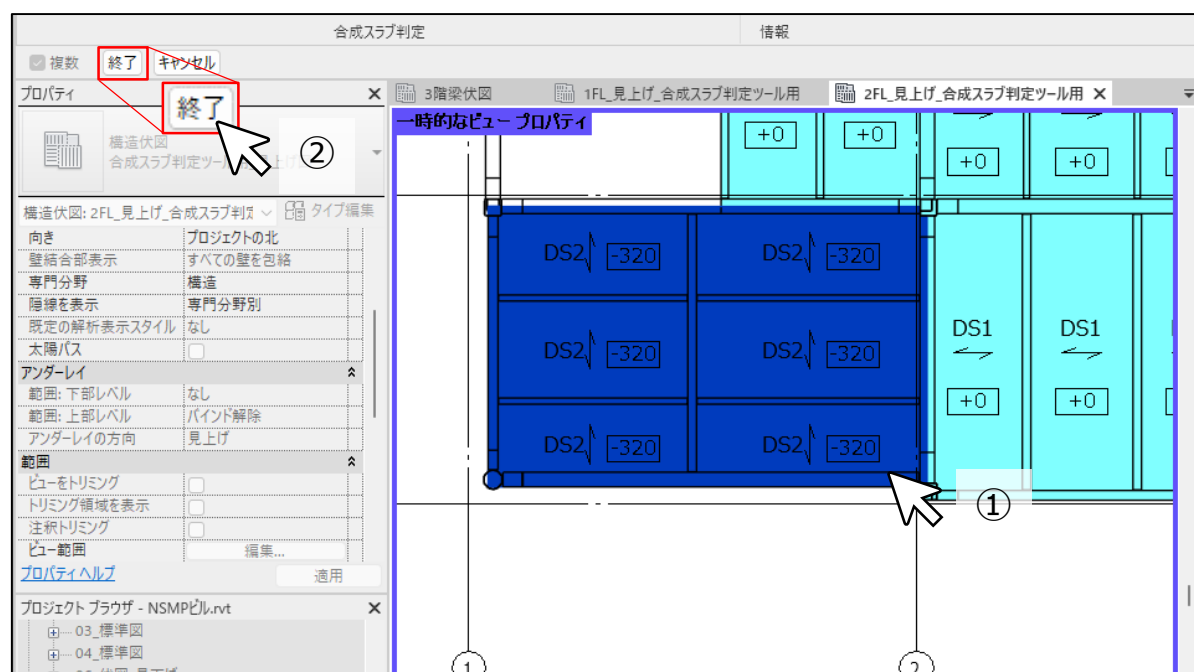 合成スラブ判定 情報
複数 終了 キャンセル
終了
②
プロパティ
構造伏図
合成スラブ判定ツール
構造伏図: 2FL_見上げ_合成スラブ判定 タイプ編集
向き プロジェクトの北
壁結合部表示 すべての壁を包絡
専門分野 構造
隠線を表示 専門分野別
既定の解析表示スタイル なし
太陽パス
アンダーレイ
範囲: 下部レベル なし
範囲: 上部レベル バインド解除
アンダーレイの方向 見上げ
範囲
ビューをトリミング
トリミング領域を表示
注釈トリミング
ビュー範囲 編集...
プロパティ ヘルプ 適用
プロジェクト ブラウザ - NSMPビル.rvt
03_標準図
04_標準図
3階梁伏図 1FL_見上げ_合成スラブ判定ツール用 2FL_見上げ_合成スラブ判定ツール用
一時的なビュー プロパティ
+0 +0
+0 +0
DS2 -320 DS2 -320
DS2 -320 DS2 -320
DS2 -320 DS2 -320
DS1 DS1
+0 +0
①
1 2